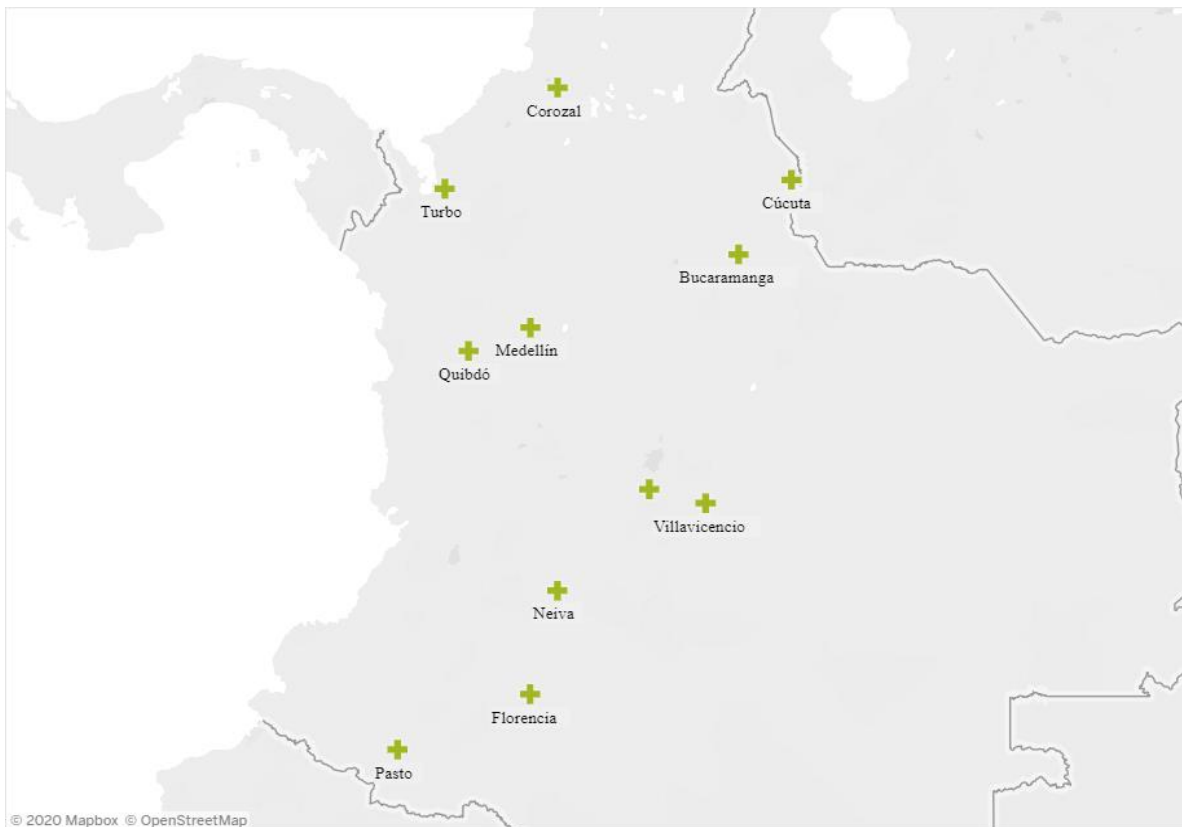 Corozal
Turbo
Cúcuta
Bucaramanga
Medellín
Quibdó
Villavicencio
Neiva
Florencia
Pasto
© 2020 Mapbox © OpenStreetMap